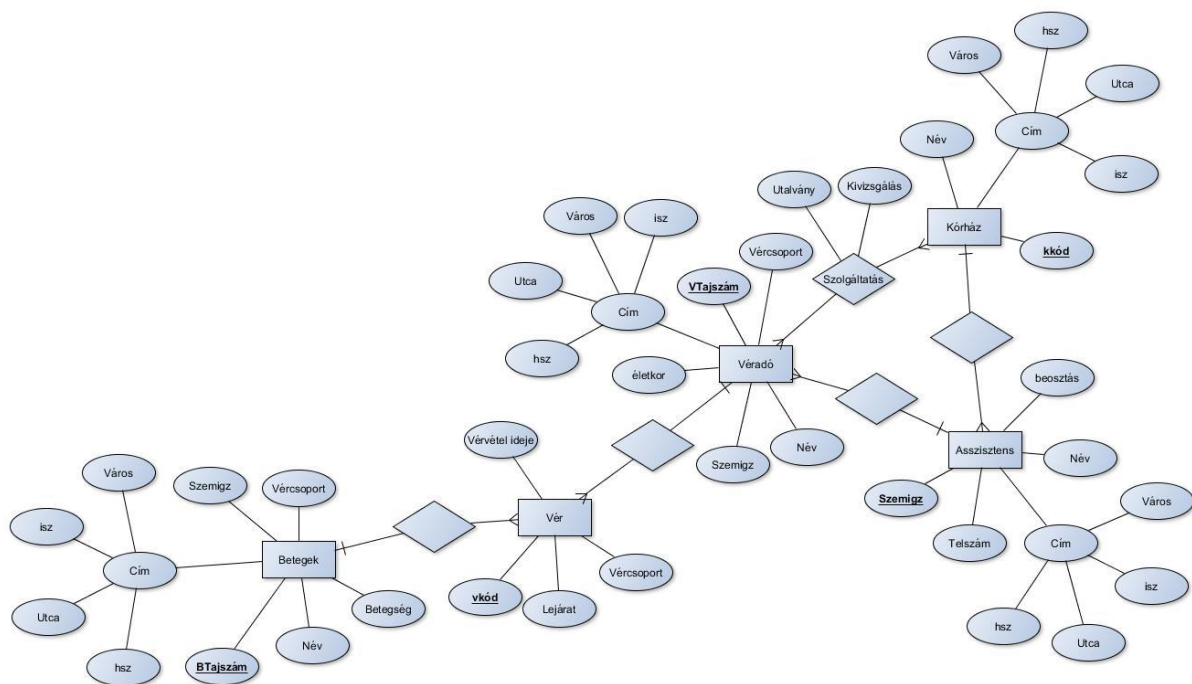 hsz
Város
Utca
Cím
Név
isz
Utalvány
Kivizsgálás
Kórház
Város
isz
Vércsoport
kkód
Utca
VTajszám
Szolgáltatás
Cím
hsz
Véradó
életkor
beosztás
Vérvétel ideje
Név
Szemigz
Asszisztens
Név
Város
Szemigz
Vércsoport
Szemigz
Város
isz
Vér
Telszám
Cím
Betegek
Cím
Vércsoport
isz
Utca
Betegség
vkód
Lejárat
hsz
Utca
hsz
BTajszám
Név